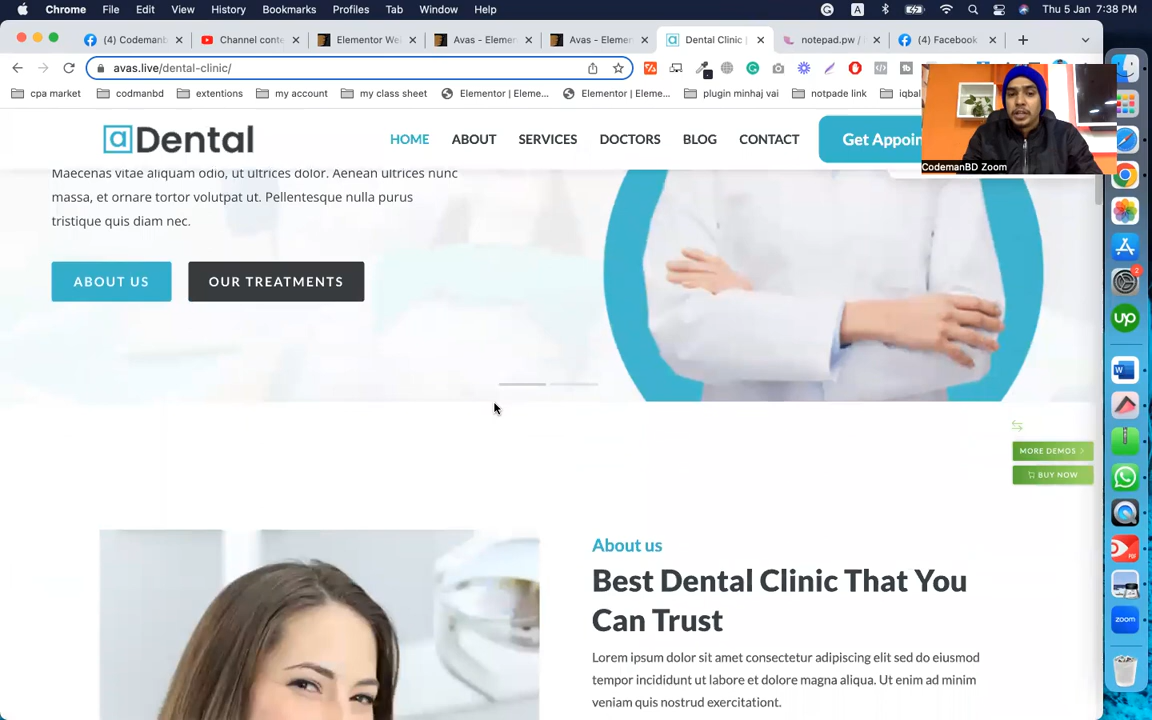 Chrome File Edit View History Bookmarks Profiles Tab Window Help A Thu 5 Jan 7:38 PM
(4) Codemanb Channel conte Elementor We Avas - Elemen Avas - Elemen Dental Clinic | notepad.pw / (4) Facebook
avas.live/dental-clinic/
cpa market codmanbd extentions my account my class sheet Elementor | Eleme... Elementor | Eleme... plugin minhaj vai notpade link iqbal
aDental HOME ABOUT SERVICES DOCTORS BLOG CONTACT Get Appoin
CodemanBD Zoom
Maecenas vitae aliquam odio, ut ultrices dolor. Aenean ultrices nunc
massa, et ornare tortor volutpat ut. Pellentesque nulla purus
tristique quis diam nec.
ABOUT US OUR TREATMENTS
2
up
MORE DEMOS
BUY NOW
W
PDF
zoom
About us
Best Dental Clinic That You
Can Trust
Lorem ipsum dolor sit amet consectetur adipiscing elit sed do eiusmod
tempor incididunt ut labore et dolore magna aliqua. Ut enim ad minim
veniam quis nostrud exercitationt.